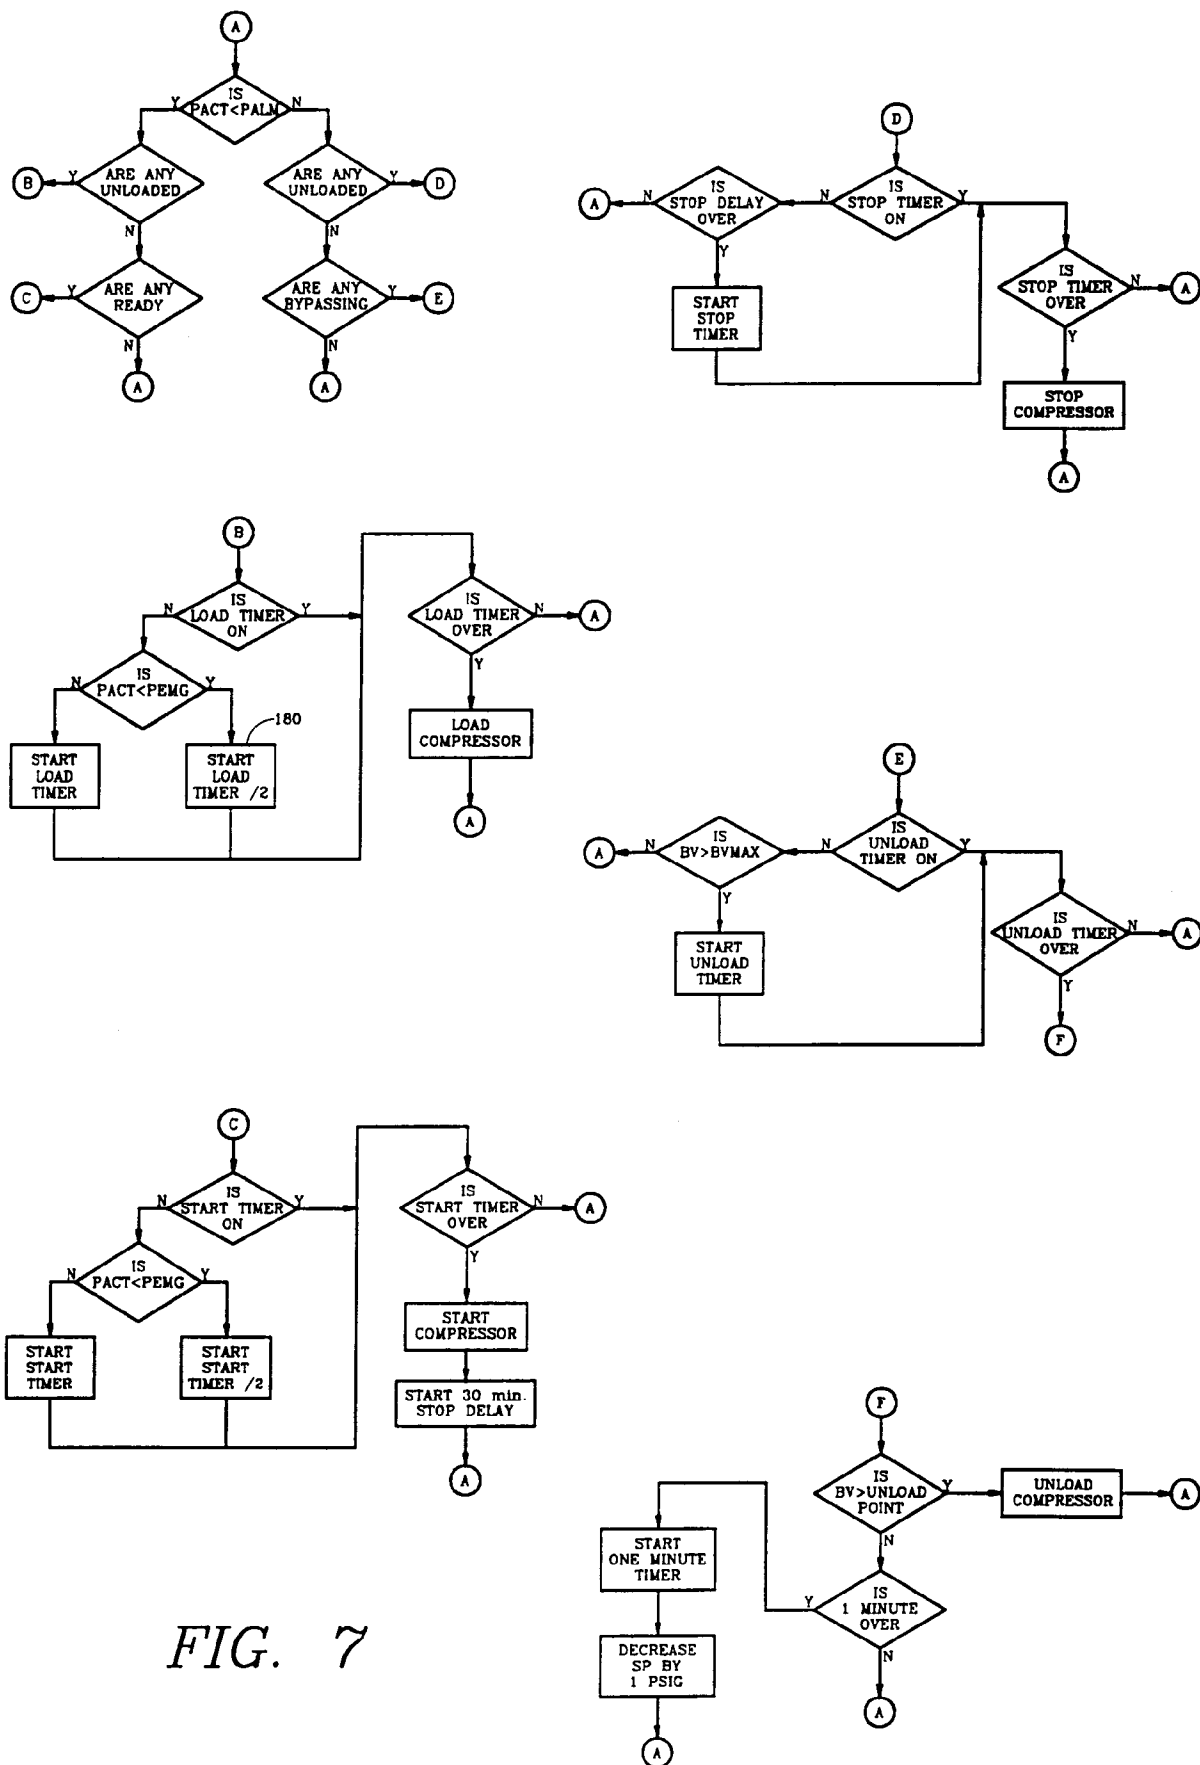 A
IS
PACT<PALM
Y
N
ARE ANY
UNLOADED
Y
B
N
ARE ANY
UNLOADED
Y
D
N
ARE ANY
READY
Y
C
N
A
ARE ANY
BYPASSING
Y
E
N
A
D
IS
STOP TIMER
ON
N
Y
IS
STOP DELAY
OVER
N
A
Y
START
STOP
TIMER
IS
STOP TIMER
OVER
N
A
Y
STOP
COMPRESSOR
A
B
IS
LOAD TIMER
ON
N
Y
IS
PACT<PEMG
N
Y
START
LOAD
TIMER
180
START
LOAD
TIMER /2
IS
LOAD TIMER
OVER
N
A
Y
LOAD
COMPRESSOR
A
E
IS
UNLOAD
TIMER ON
N
Y
IS
BV>BVMAX
N
A
Y
START
UNLOAD
TIMER
IS
UNLOAD TIMER
OVER
N
A
Y
F
C
IS
START TIMER
ON
N
Y
IS
PACT<PEMG
N
Y
START
START
TIMER
START
START
TIMER /2
IS
START TIMER
OVER
N
A
Y
START
COMPRESSOR
START 30 min.
STOP DELAY
A
F
IS
BV>UNLOAD
POINT
Y
UNLOAD
COMPRESSOR
A
N
IS
1 MINUTE
OVER
Y
START
ONE MINUTE
TIMER
DECREASE
SP BY
1 PSIG
A
N
A
FIG. 7